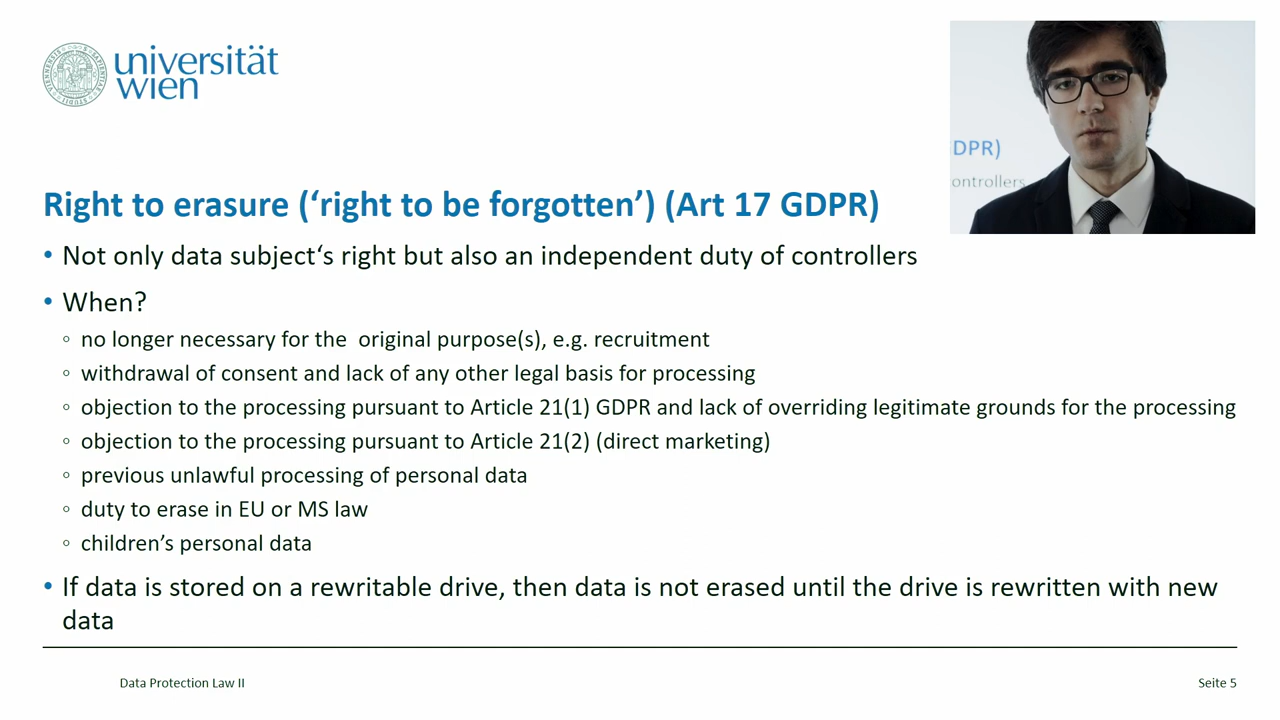 universität
wien
DPR)
ontrollers
Right to erasure (‘right to be forgotten’) (Art 17 GDPR)
• Not only data subject‘s right but also an independent duty of controllers
• When?
◦ no longer necessary for the  original purpose(s), e.g. recruitment
◦ withdrawal of consent and lack of any other legal basis for processing
◦ objection to the processing pursuant to Article 21(1) GDPR and lack of overriding legitimate grounds for the processing
◦ objection to the processing pursuant to Article 21(2) (direct marketing)
◦ previous unlawful processing of personal data
◦ duty to erase in EU or MS law
◦ children’s personal data
• If data is stored on a rewritable drive, then data is not erased until the drive is rewritten with new
data
Data Protection Law II
Seite 5